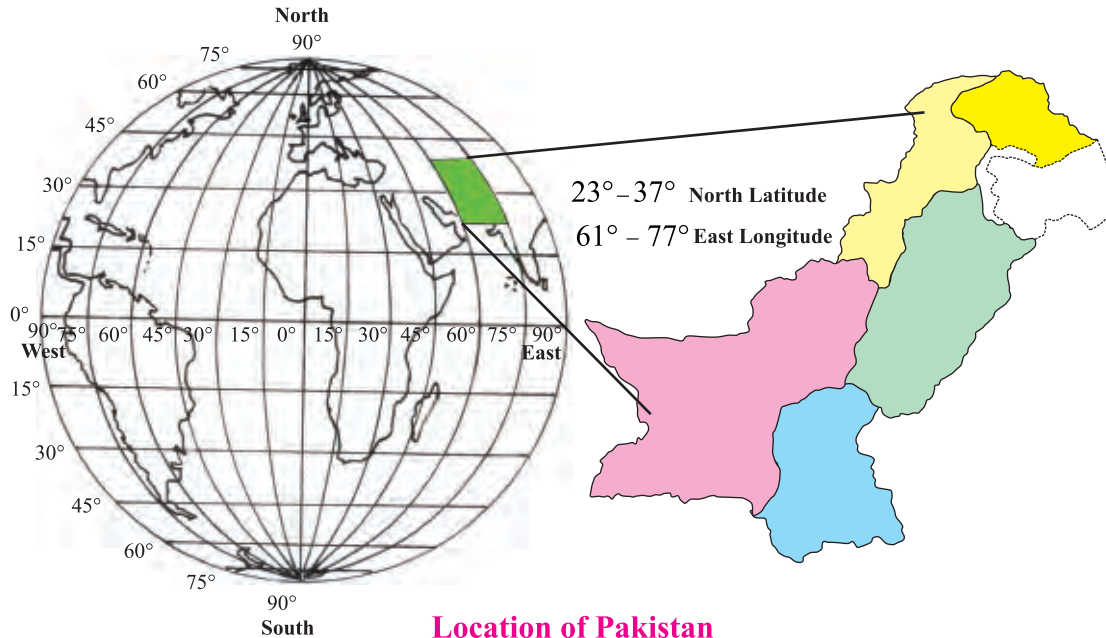 North
90°
75°
60°
45°
30°
15°
0°
90° 75° 60° 45° 30° 15° 0° 15° 30° 45° 60° 75° 90°
West East
15°
30°
45°
60°
75°
90°
South
23° – 37° North Latitude
61° – 77° East Longitude
Location of Pakistan